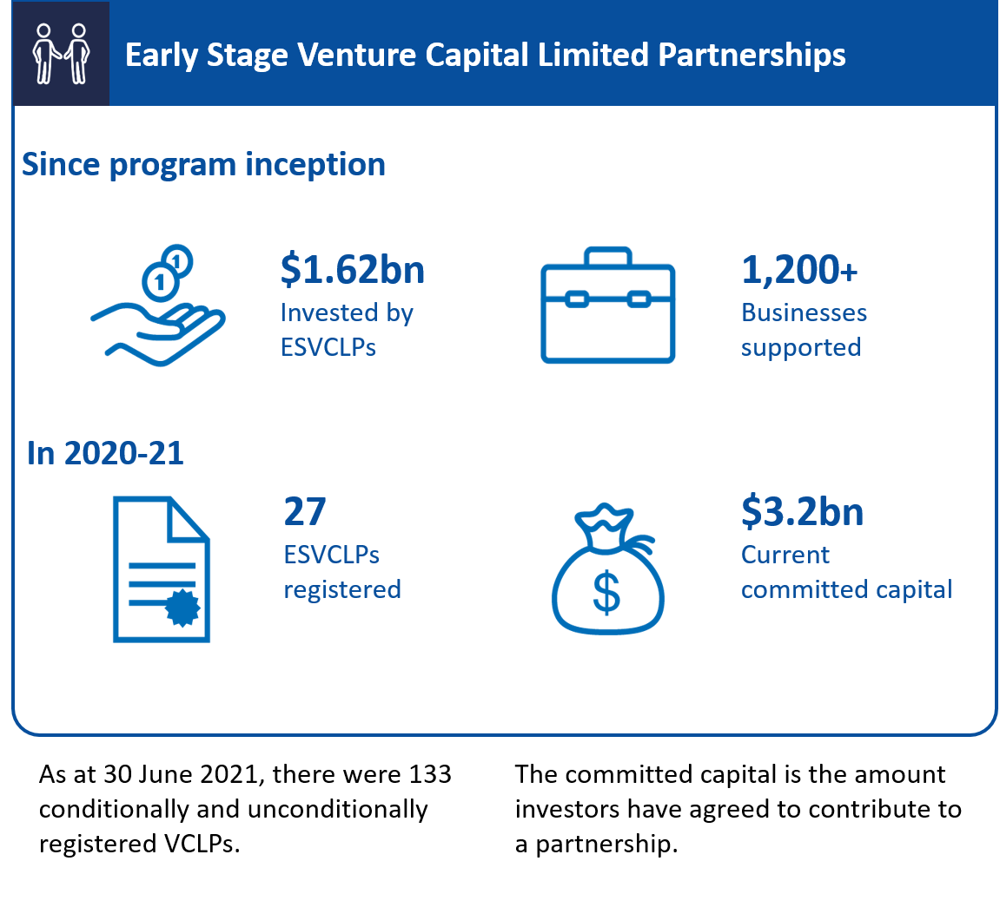 Early Stage Venture Capital Limited Partnerships
Since program inception
1
1
$1.62bn
Invested by
ESVCLPs
1,200+
Businesses
supported
In 2020-21
27
ESVCLPs
registered
$
$3.2bn
Current
committed capital
As at 30 June 2021, there were 133
conditionally and unconditionally
registered VCLPs.
The committed capital is the amount
investors have agreed to contribute to
a partnership.